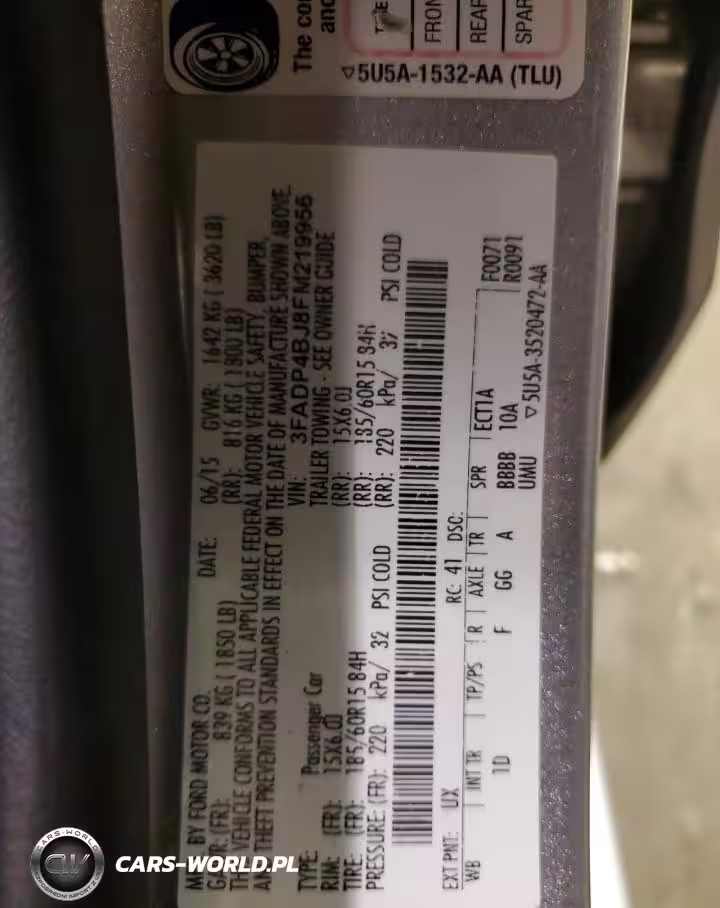 The con
and
FRON
REAR
SPAR
▽5U5A-1532-AA (TLU)
MFD. BY FORD MOTOR CO.
DATE: 06/15 GVWR: 1642 KG ( 3620 LB)
GAWR: (FR): 839 KG ( 1850 LB) (RR): 816 KG ( 1800 LB)
THE VEHICLE CONFORMS TO ALL APPLICABLE FEDERAL MOTOR VEHICLE SAFETY, BUMPER,
AND THEFT PREVENTION STANDARDS IN EFFECT ON THE DATE OF MANUFACTURE SHOWN ABOVE.
VIN: 3FADP4BJ8FM219956
TYPE: Passenger Car TRAILER TOWING - SEE OWNER GUIDE
RIM: (FR): 15X6.0J (RR): 15X6.0J
TIRE: (FR): 185/60R15 84H (RR): 185/60R15 84H
PRESSURE: (FR): 220 kPa/ 32 PSI COLD (RR): 220 kPa/ 32 PSI COLD
EXT PNT: UX RC: 41 DSC:
WB INT TR TP/PS R AXLE TR SPR ECT1A F0071
1D F GG A BBBB 10A R0091
UMU ▽5U5A-3520472-AA
CARS-WORLD
CW
CARS-WORLD.PL